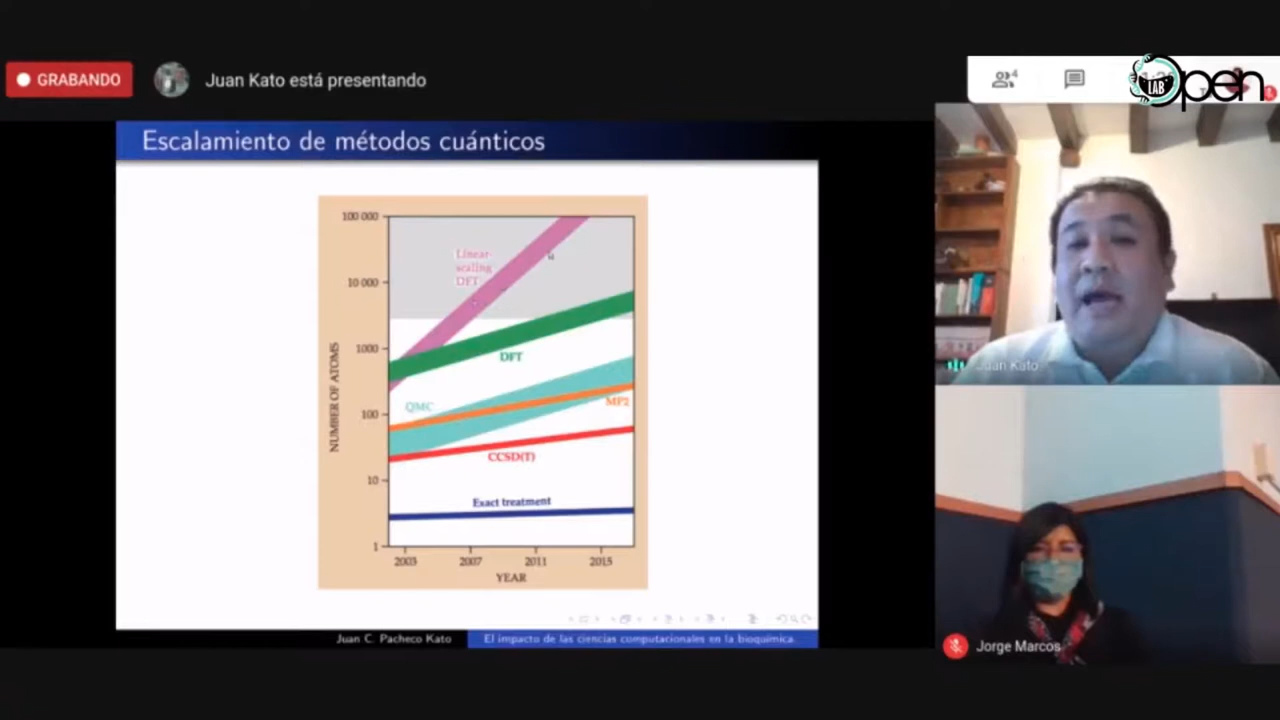 GRABANDO
Juan Kato está presentando
4
Open
LAB
Escalamiento de métodos cuánticos
100 000
10 000
1000
100
10
1
NUMBER OF ATOMS
Linear
scaling
DFT
DFT
QMC
MP2
CCSD(T)
Exact treatment
2003
2007
2011
2015
YEAR
Juan C. Pacheco Kato
El impacto de las ciencias computacionales en la bioquímica.
Juan Kato
Jorge Marcos